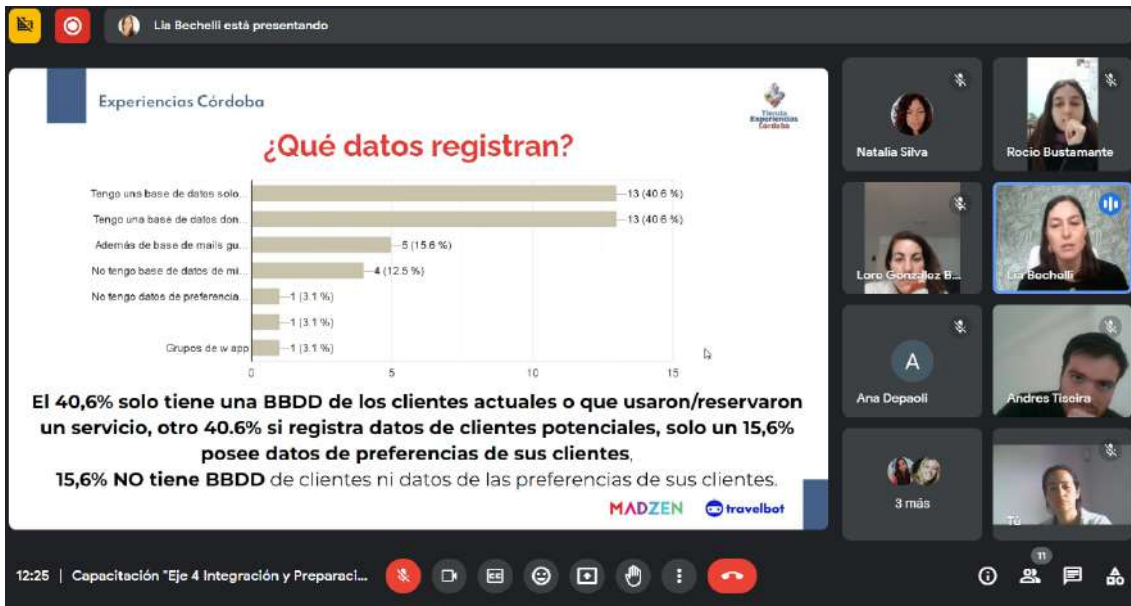 Lia Bechelli está presentando
Experiencias Córdoba
Tienda
Experiencias
Córdoba
¿Qué datos registran?
Tengo una base de datos solo...
13 (40.6 %)
Tengo una base de datos don...
13 (40.6 %)
Además de base de mails gu...
5 (15.6 %)
No tengo base de datos de mi...
4 (12.5 %)
No tengo datos de preferencia...
1 (3.1 %)
1 (3.1 %)
Grupos de w app
1 (3.1 %)
0
5
10
15
El 40,6% solo tiene una BBDD de los clientes actuales o que usaron/reservaron
un servicio, otro 40.6% si registra datos de clientes potenciales, solo un 15,6%
posee datos de preferencias de sus clientes,
15,6% NO tiene BBDD de clientes ni datos de las preferencias de sus clientes.
MADZEN
travelbot
Natalia Silva
Rocio Bustamante
Loro González B...
Lia Bechelli
A
Ana Depaoli
Andres Tiseira
3 más
Tú
12:25 | Capacitación "Eje 4 Integración y Preparaci...
CC
11